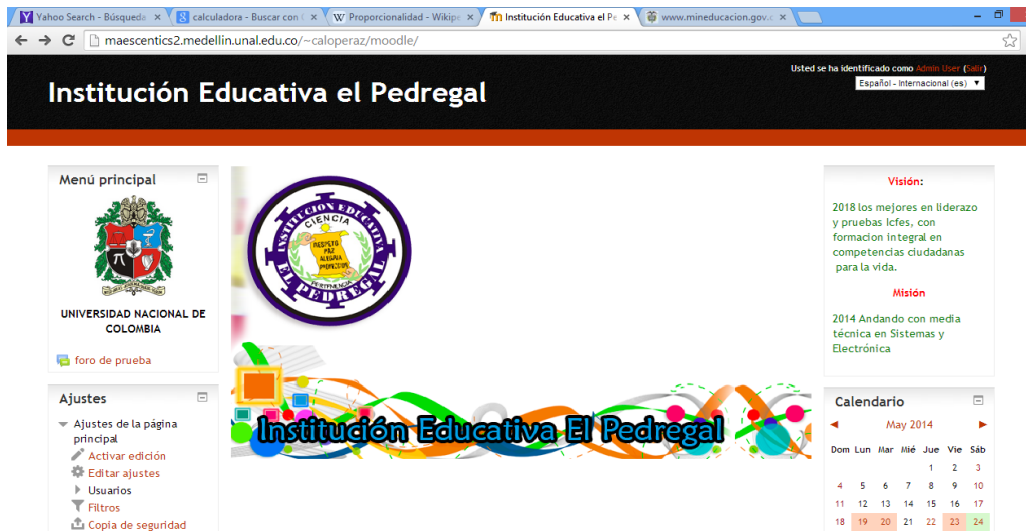 Yahoo Search - Búsqueda
calculadora - Buscar con
Proporcionalidad - Wikipe
Institución Educativa el Pe
www.mineducacion.gov.c
maescentics2.medellin.unal.edu.co/~caloperaz/moodle/
Usted se ha identificado como Admin User (Salir)
Español - Internacional (es)
Institución Educativa el Pedregal
Menú principal
UNIVERSIDAD NACIONAL DE
COLOMBIA
foro de prueba
Ajustes
Ajustes de la página
principal
Activar edición
Editar ajustes
Usuarios
Filtros
Copia de seguridad
INSTITUCION EDUCATIVA
CIENCIA
RESPETO
PAZ
ALEGRIA
PERTENENCIA
EL PEDREGAL
Institución Educativa El Pedregal
Visión:
2018 los mejores en liderazo
y pruebas Icfes, con
formacion integral en
competencias ciudadanas
para la vida.
Misión
2014 Andando con media
técnica en Sistemas y
Electrónica
Calendario
May 2014
Dom Lun Mar Mié Jue Vie Sáb
1 2 3
4 5 6 7 8 9 10
11 12 13 14 15 16 17
18 19 20 21 22 23 24